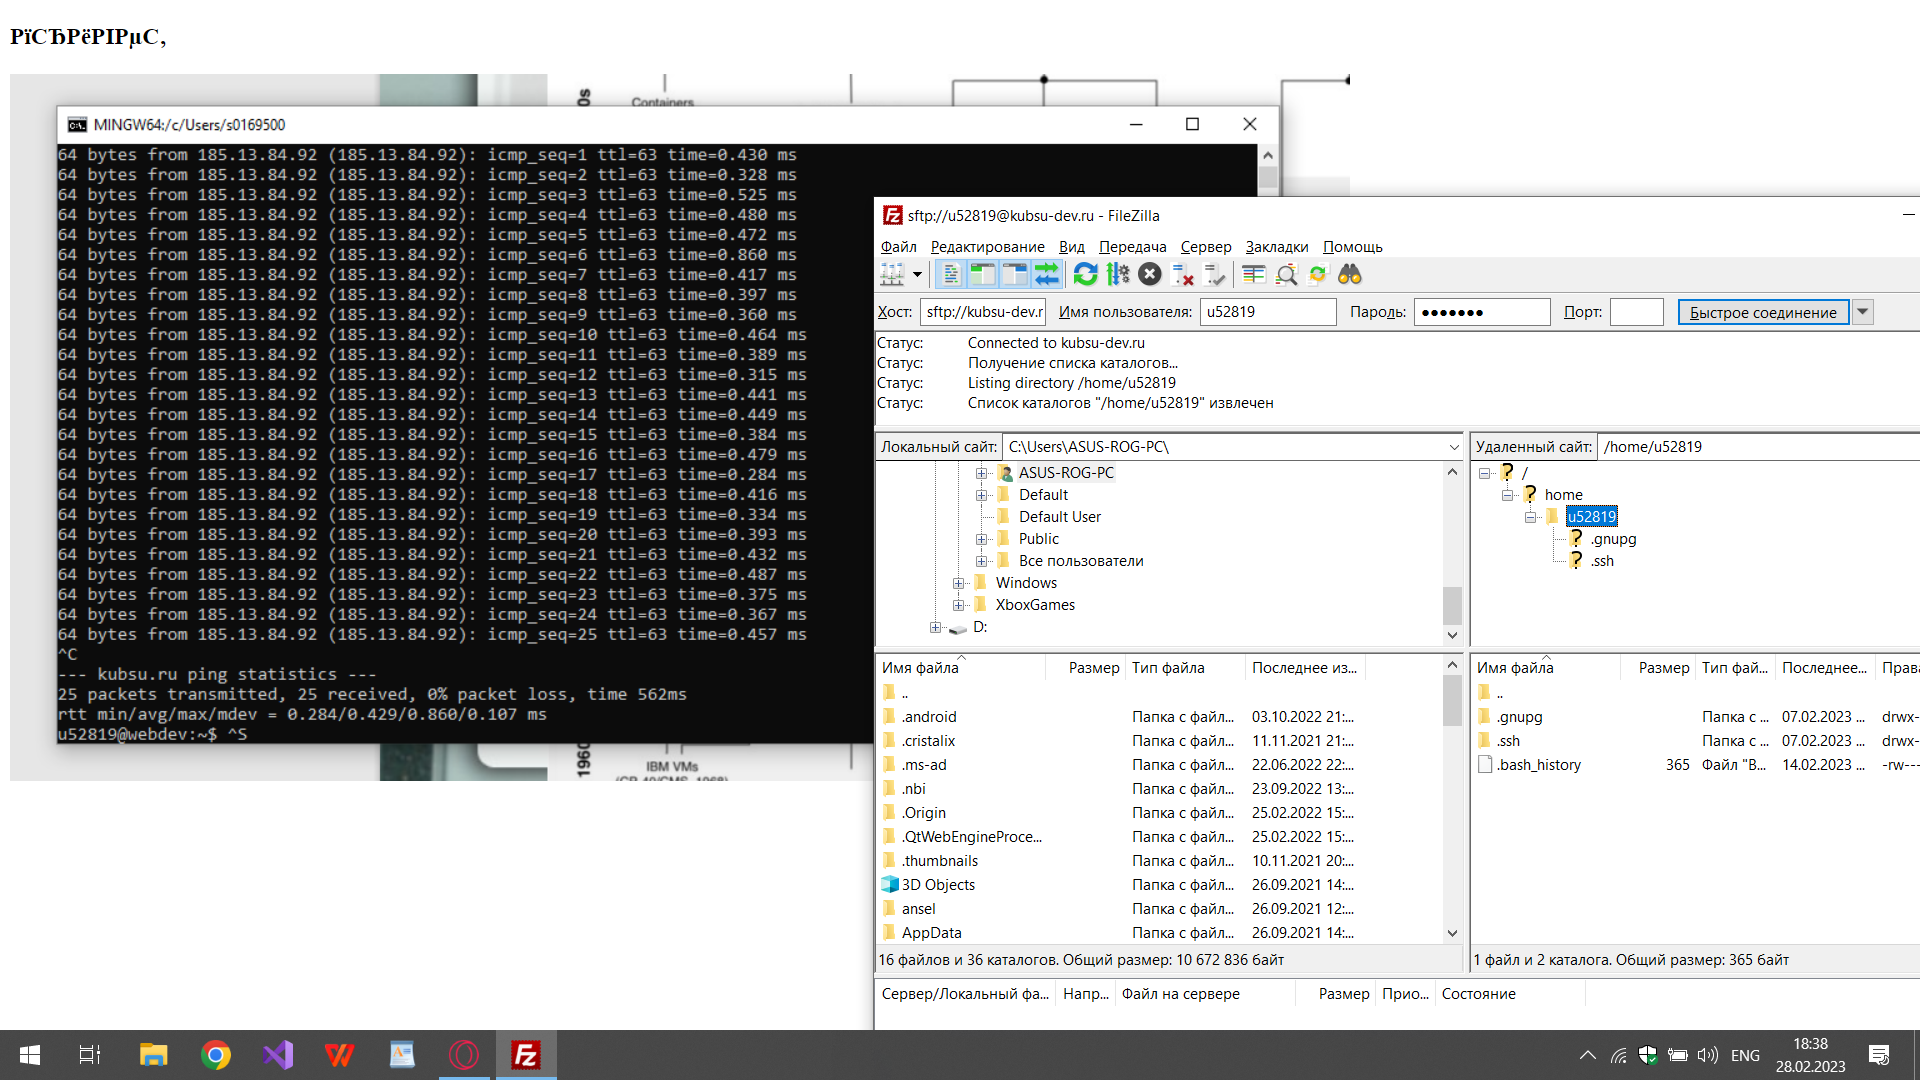 РїСЂРёРІРµС‚
0s
Containers
MINGW64:/c/Users/s0169500
64 bytes from 185.13.84.92 (185.13.84.92): icmp_seq=1 ttl=63 time=0.430 ms
64 bytes from 185.13.84.92 (185.13.84.92): icmp_seq=2 ttl=63 time=0.328 ms
64 bytes from 185.13.84.92 (185.13.84.92): icmp_seq=3 ttl=63 time=0.525 ms
64 bytes from 185.13.84.92 (185.13.84.92): icmp_seq=4 ttl=63 time=0.480 ms
64 bytes from 185.13.84.92 (185.13.84.92): icmp_seq=5 ttl=63 time=0.472 ms
64 bytes from 185.13.84.92 (185.13.84.92): icmp_seq=6 ttl=63 time=0.860 ms
64 bytes from 185.13.84.92 (185.13.84.92): icmp_seq=7 ttl=63 time=0.417 ms
64 bytes from 185.13.84.92 (185.13.84.92): icmp_seq=8 ttl=63 time=0.397 ms
64 bytes from 185.13.84.92 (185.13.84.92): icmp_seq=9 ttl=63 time=0.360 ms
64 bytes from 185.13.84.92 (185.13.84.92): icmp_seq=10 ttl=63 time=0.464 ms
64 bytes from 185.13.84.92 (185.13.84.92): icmp_seq=11 ttl=63 time=0.389 ms
64 bytes from 185.13.84.92 (185.13.84.92): icmp_seq=12 ttl=63 time=0.315 ms
64 bytes from 185.13.84.92 (185.13.84.92): icmp_seq=13 ttl=63 time=0.441 ms
64 bytes from 185.13.84.92 (185.13.84.92): icmp_seq=14 ttl=63 time=0.449 ms
64 bytes from 185.13.84.92 (185.13.84.92): icmp_seq=15 ttl=63 time=0.384 ms
64 bytes from 185.13.84.92 (185.13.84.92): icmp_seq=16 ttl=63 time=0.479 ms
64 bytes from 185.13.84.92 (185.13.84.92): icmp_seq=17 ttl=63 time=0.284 ms
64 bytes from 185.13.84.92 (185.13.84.92): icmp_seq=18 ttl=63 time=0.416 ms
64 bytes from 185.13.84.92 (185.13.84.92): icmp_seq=19 ttl=63 time=0.334 ms
64 bytes from 185.13.84.92 (185.13.84.92): icmp_seq=20 ttl=63 time=0.393 ms
64 bytes from 185.13.84.92 (185.13.84.92): icmp_seq=21 ttl=63 time=0.432 ms
64 bytes from 185.13.84.92 (185.13.84.92): icmp_seq=22 ttl=63 time=0.487 ms
64 bytes from 185.13.84.92 (185.13.84.92): icmp_seq=23 ttl=63 time=0.375 ms
64 bytes from 185.13.84.92 (185.13.84.92): icmp_seq=24 ttl=63 time=0.367 ms
64 bytes from 185.13.84.92 (185.13.84.92): icmp_seq=25 ttl=63 time=0.457 ms
^C
--- kubsu.ru ping statistics ---
25 packets transmitted, 25 received, 0% packet loss, time 562ms
rtt min/avg/max/mdev = 0.284/0.429/0.860/0.107 ms
u52819@webdev:~$ ^S
1960
IBM VMs
(CP-40/CMS, 1968)
sftp://u52819@kubsu-dev.ru - FileZilla
Файл Редактирование Вид Передача Сервер Закладки Помощь
Хост: sftp://kubsu-dev.r Имя пользователя: u52819 Пароль: ●●●●●●● Порт: Быстрое соединение
Статус: Connected to kubsu-dev.ru
Статус: Получение списка каталогов...
Статус: Listing directory /home/u52819
Статус: Список каталогов "/home/u52819" извлечен
Локальный сайт: C:\Users\ASUS-ROG-PC\
ASUS-ROG-PC
Default
Default User
Public
Все пользователи
Windows
XboxGames
D:
Удаленный сайт: /home/u52819
/
home
u52819
.gnupg
.ssh
Имя файла Размер Тип файла Последнее из...
..
.android Папка с файл... 03.10.2022 21:...
.cristalix Папка с файл... 11.11.2021 21:...
.ms-ad Папка с файл... 22.06.2022 22:...
.nbi Папка с файл... 23.09.2022 13:...
.Origin Папка с файл... 25.02.2022 15:...
.QtWebEngineProce... Папка с файл... 25.02.2022 15:...
.thumbnails Папка с файл... 10.11.2021 20:...
3D Objects Папка с файл... 26.09.2021 14:...
ansel Папка с файл... 26.09.2021 12:...
AppData Папка с файл... 26.09.2021 14:...
16 файлов и 36 каталогов. Общий размер: 10 672 836 байт
Имя файла Размер Тип фай... Последнее... Права
..
.gnupg Папка с ... 07.02.2023 ... drwx-
.ssh Папка с ... 07.02.2023 ... drwx-
.bash_history 365 Файл "B... 14.02.2023 ... -rw---
1 файл и 2 каталога. Общий размер: 365 байт
Сервер/Локальный фа... Напр... Файл на сервере Размер Прио... Состояние
ENG
18:38
28.02.2023